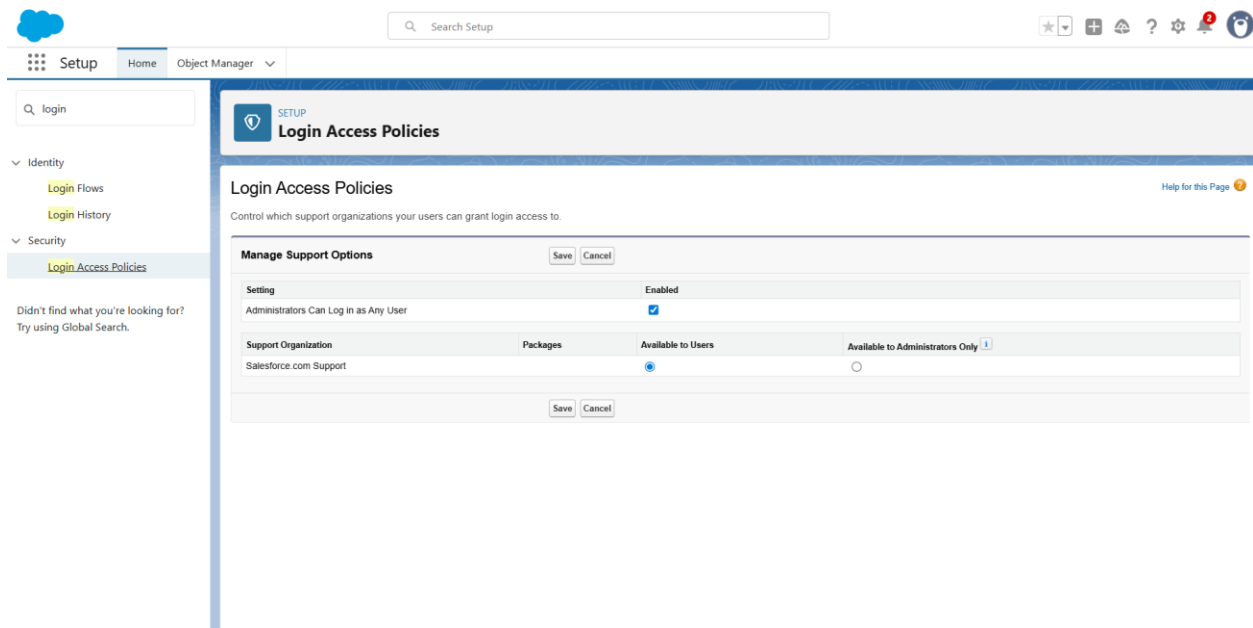 Search Setup
2
Setup
Home
Object Manager
login
Identity
Login Flows
Login History
Security
Login Access Policies
Didn't find what you're looking for?
Try using Global Search.
SETUP
Login Access Policies
Login Access Policies
Help for this Page ?
Control which support organizations your users can grant login access to.
Manage Support Options Save Cancel
Setting Enabled
Administrators Can Log in as Any User
Support Organization Packages Available to Users Available to Administrators Only i
Salesforce.com Support
Save Cancel